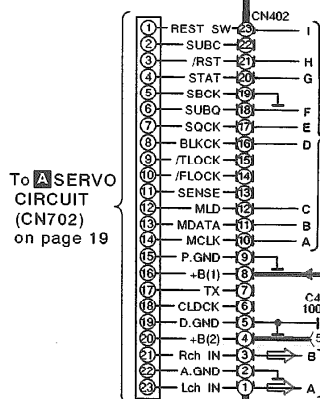 CN402
1 REST SW 23 I
2 SUBC 22
3 /RST 21 H
4 STAT 20 G
5 SBCK 19
6 SUBQ 18 F
7 SQCK 17 E
8 BLKCK 16 D
9 /TLOCK 15
10 /FLOCK 14
11 SENSE 13
12 MLD 12 C
13 MDATA 11 B
14 MCLK 10 A
15 P.GND 9
16 +B(1) 8
17 TX 7
18 CLDCK 6
19 D.GND 5
20 +B(2) 4
21 Rch IN 3 B
22 A.GND 2
23 Lch IN 1 A
To A SERVO
CIRCUIT
(CN702)
on page 19
C4
100